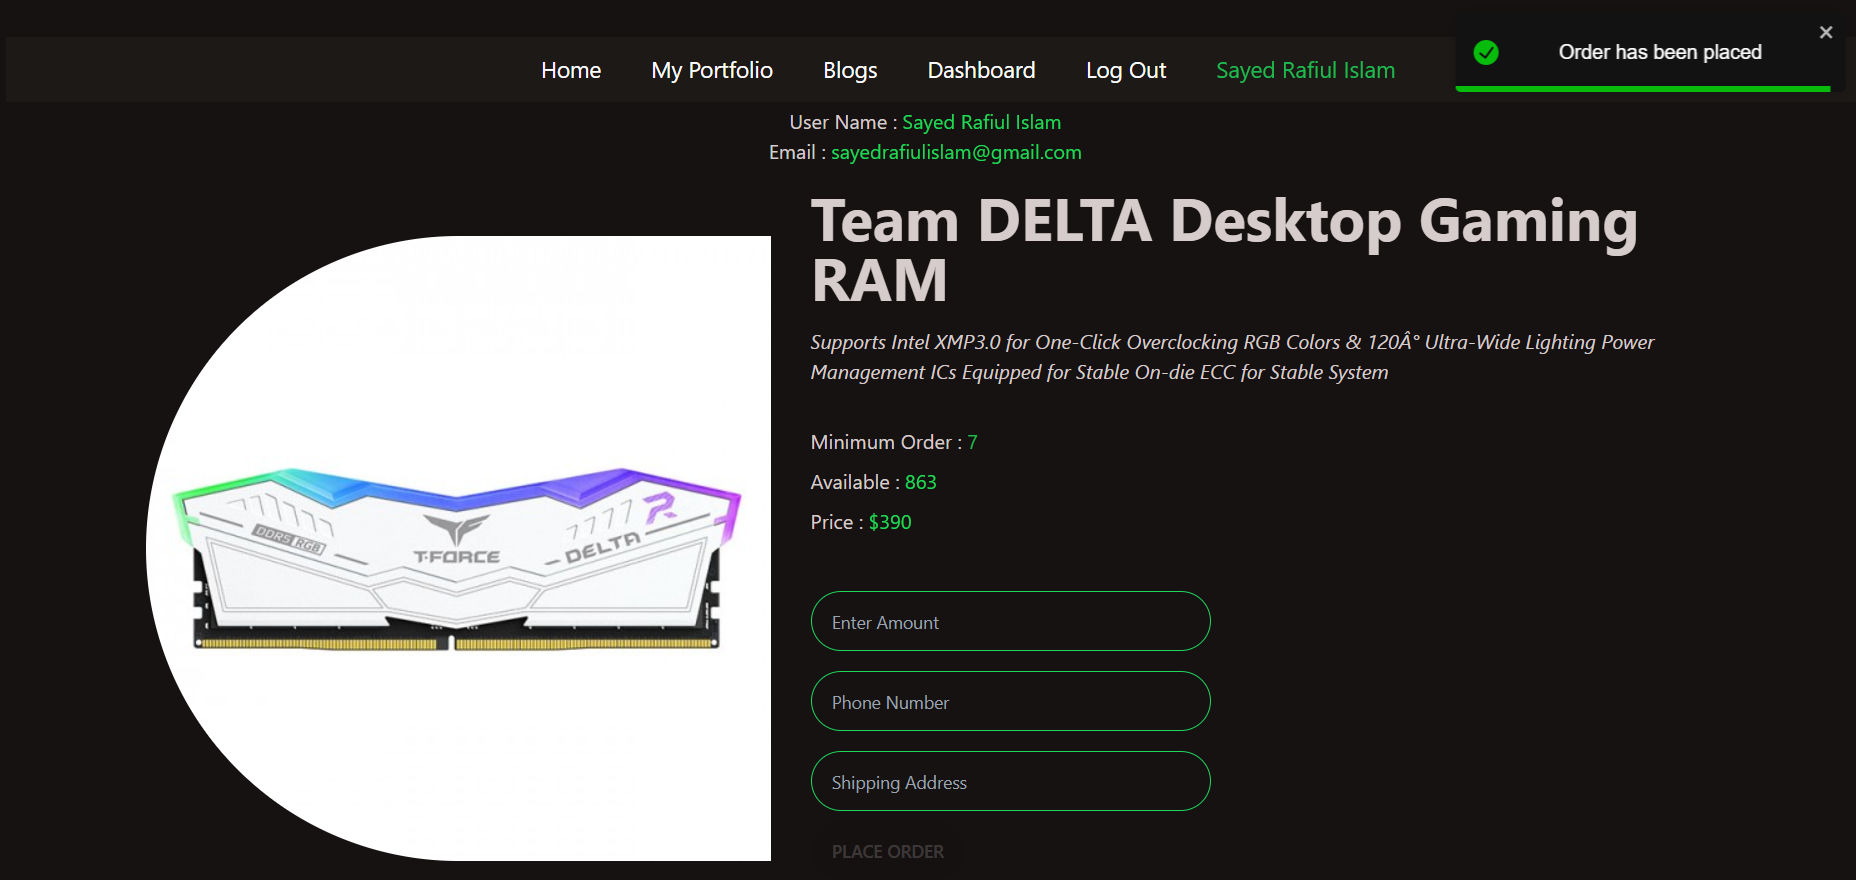 Home My Portfolio Blogs Dashboard Log Out Sayed Rafiul Islam
Order has been placed
User Name : Sayed Rafiul Islam
Email : sayedrafiulislam@gmail.com
Team DELTA Desktop Gaming
RAM
Supports Intel XMP3.0 for One-Click Overclocking RGB Colors & 120Â° Ultra-Wide Lighting Power
Management ICs Equipped for Stable On-die ECC for Stable System
Minimum Order : 7
Available : 863
Price : $390
DDR5 RGB
T-FORCE
DELTA
R
Enter Amount
Phone Number
Shipping Address
PLACE ORDER